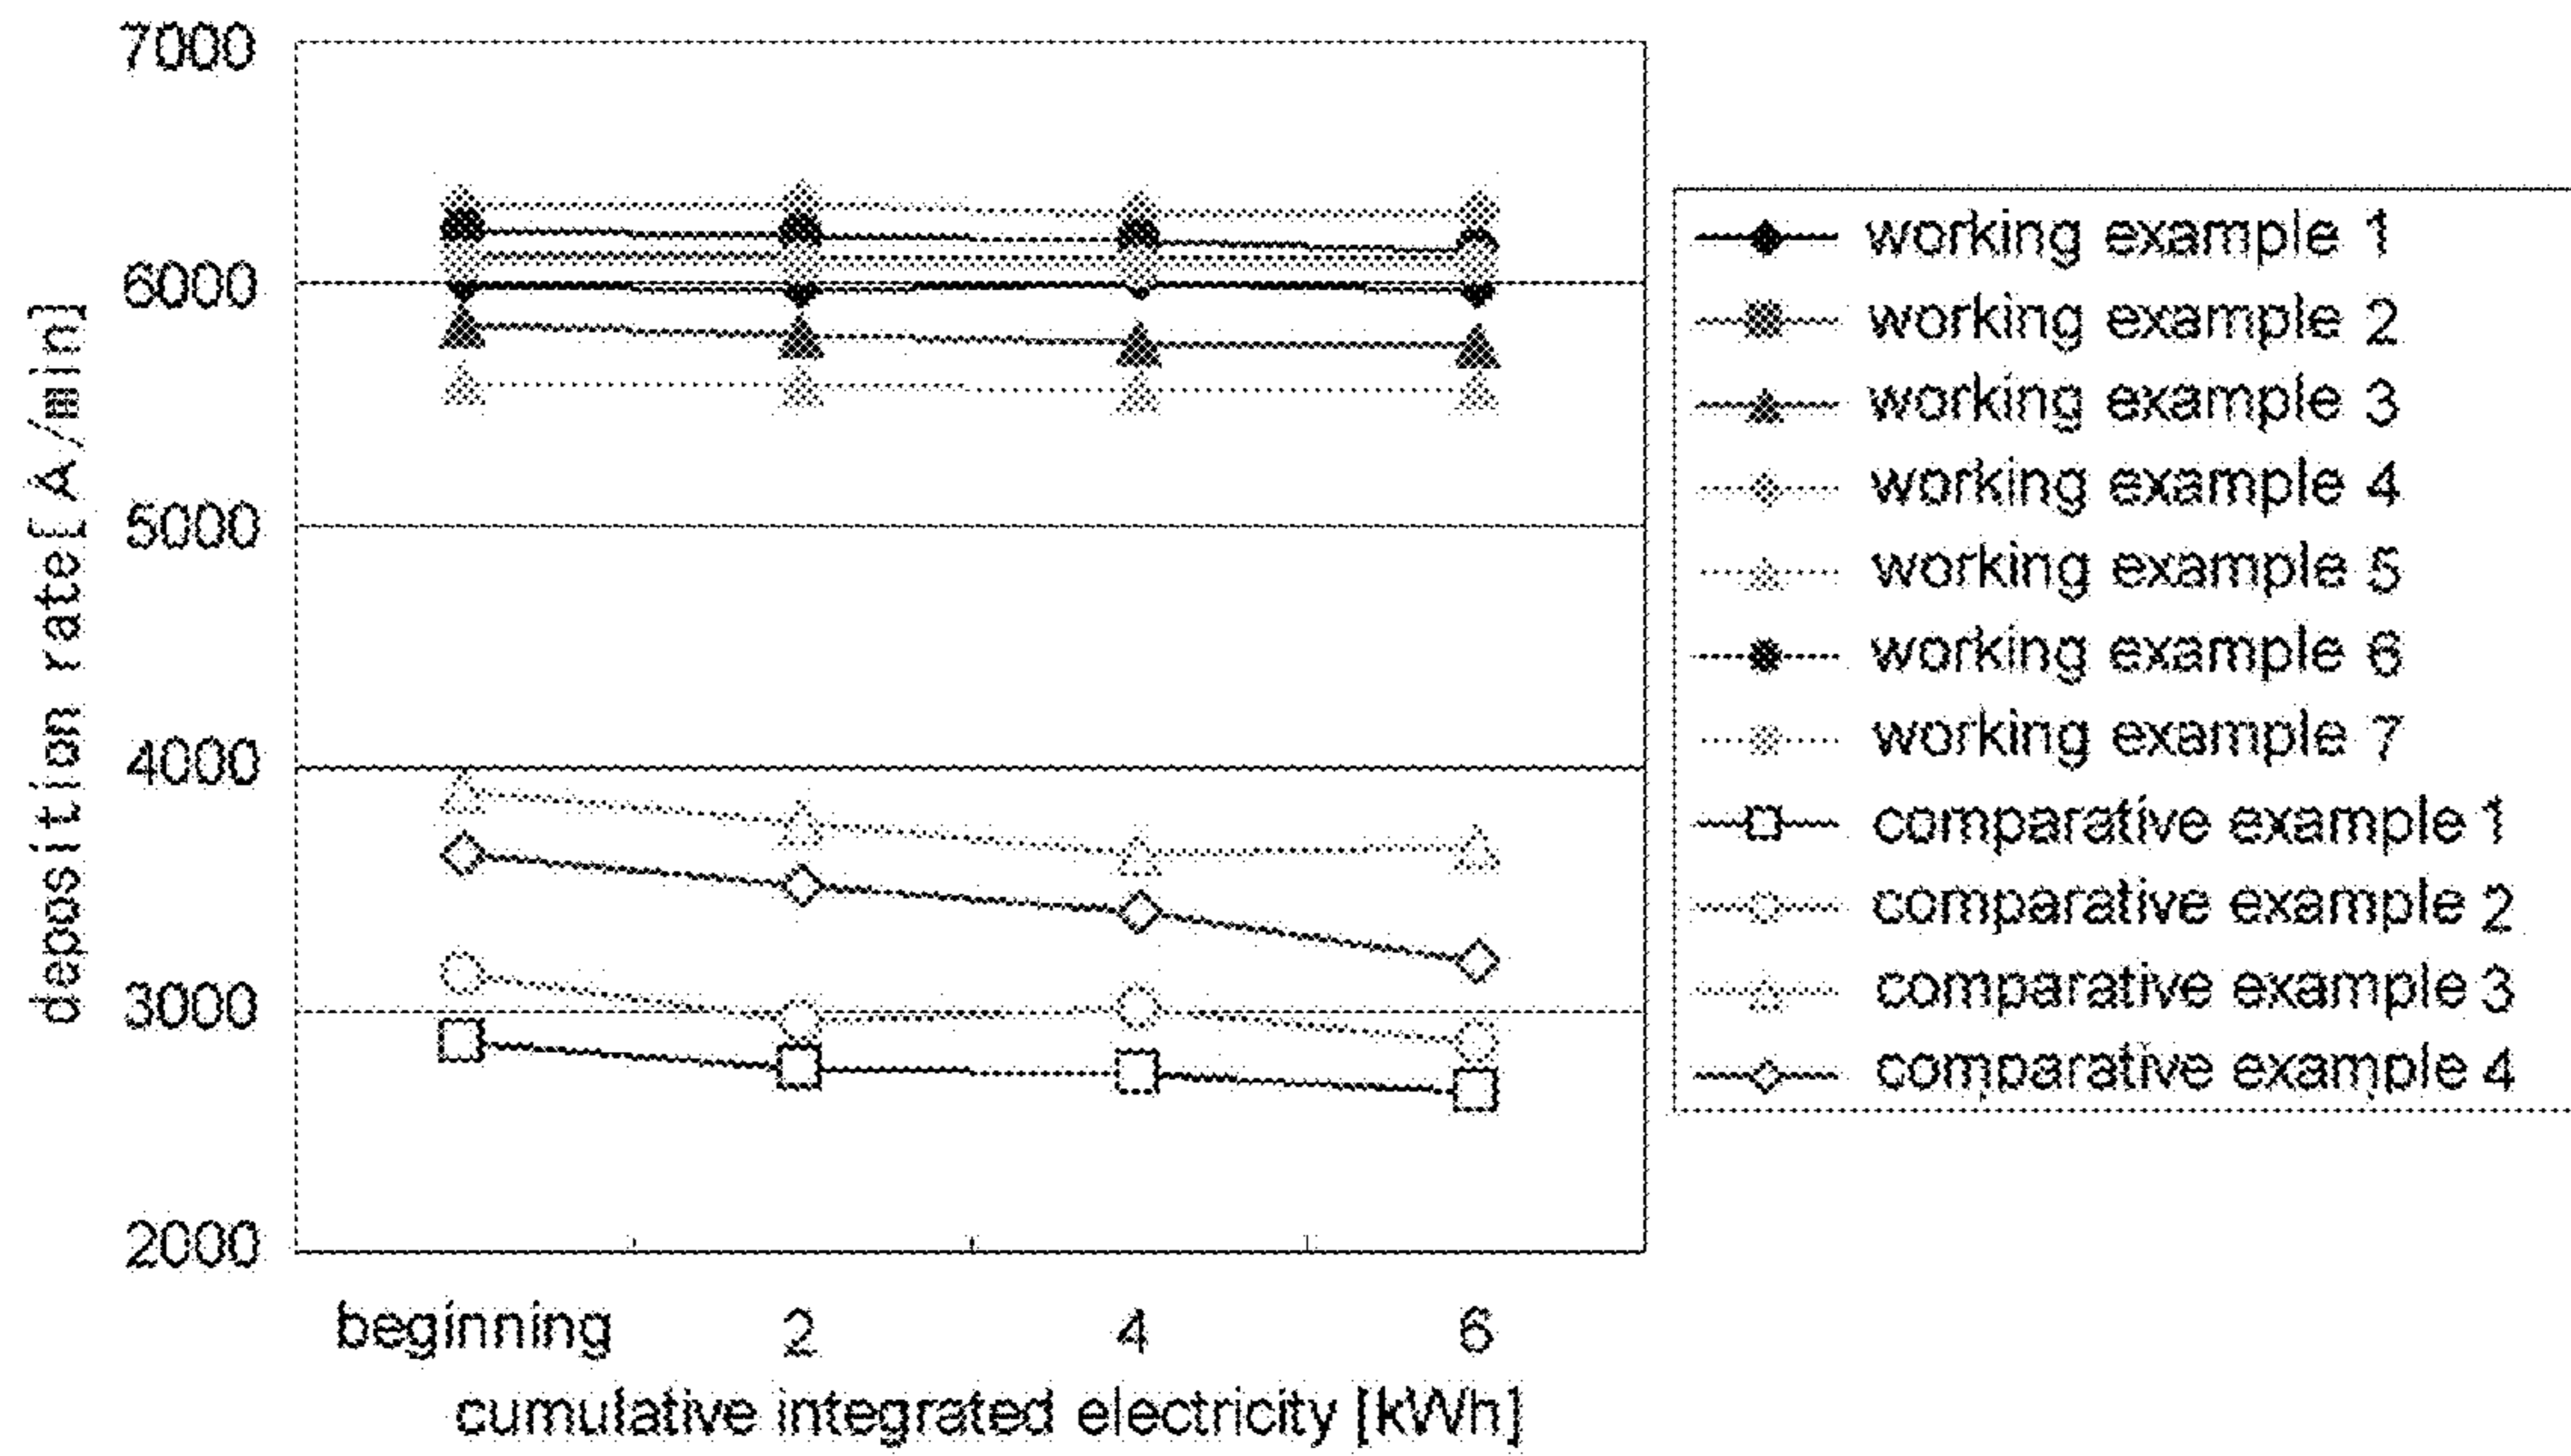 7000
6000
5000
4000
3000
2000
deposition rate[Å/min]
beginning 2 4 6
cumulative integrated electricity [kWh]
working example 1
working example 2
working example 3
working example 4
working example 5
working example 6
working example 7
comparative example 1
comparative example 2
comparative example 3
comparative example 4